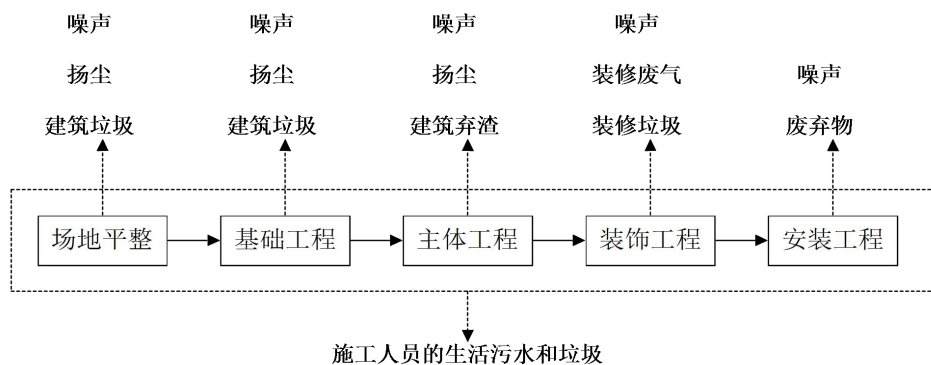 噪声 噪声 噪声 噪声
扬尘 扬尘 扬尘 装修废气 噪声
建筑垃圾 建筑垃圾 建筑弃渣 装修垃圾 废弃物
场地平整 基础工程 主体工程 装饰工程 安装工程
施工人员的生活污水和垃圾